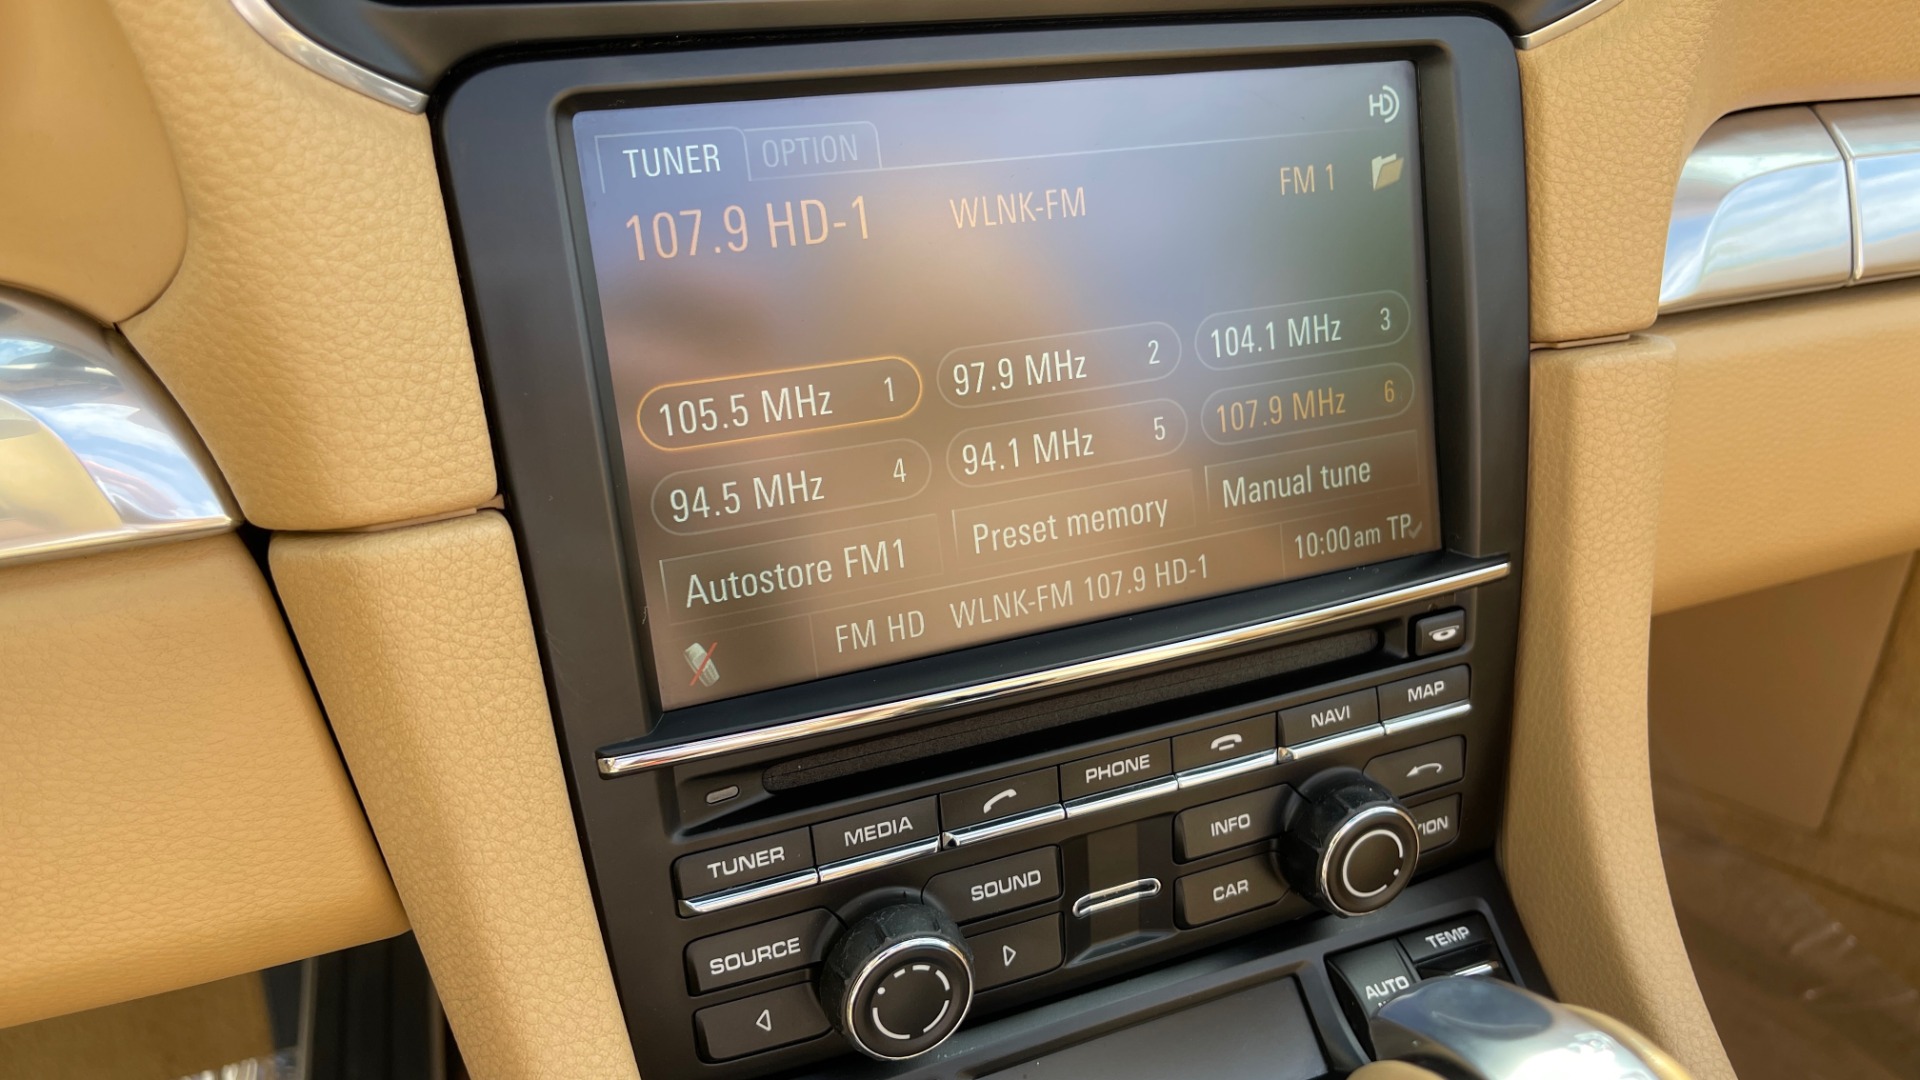 HD
TUNER OPTION
107.9 HD-1 WLNK-FM FM 1
105.5 MHz 1 97.9 MHz 2 104.1 MHz 3
94.5 MHz 4 94.1 MHz 5 107.9 MHz 6
Autostore FM1 Preset memory Manual tune
FM HD WLNK-FM 107.9 HD-1 10:00am TP
TUNER MEDIA PHONE NAVI MAP
SOURCE SOUND INFO
CAR
TEMP
AUTO